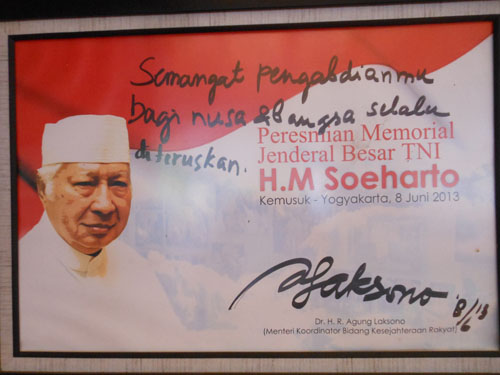 Semangat pengabdianmu
bagi nusa & bangsa selalu
diteruskan.
Peresmian Memorial
Jenderal Besar TNI
H.M Soeharto
Kemusuk - Yogyakarta, 8 Juni 2013
Agaksono 8/6 '13
Dr. H. R. Agung Laksono
(Menteri Koordinator Bidang Kesejahteraan Rakyat)